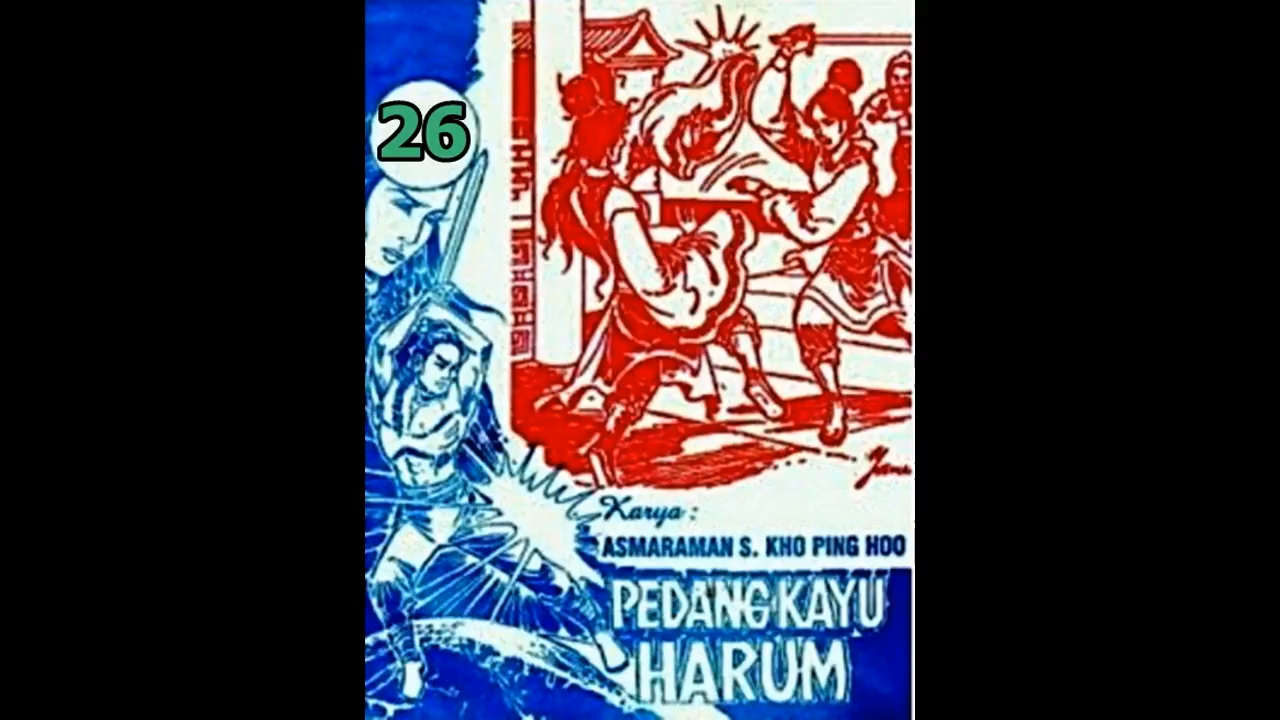 26
Karya :
ASMARAMAN S. KHO PING HOO
PEDANG KAYU
HARUM